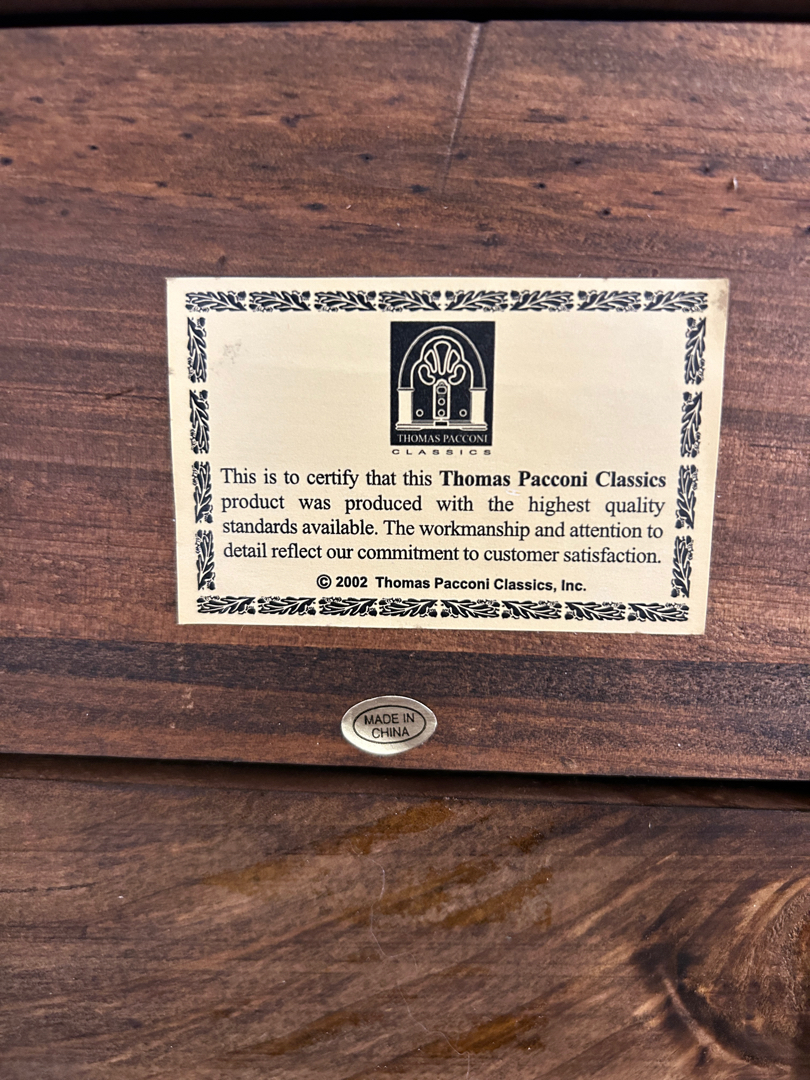 THOMAS PACCONI
CLASSICS
This is to certify that this Thomas Pacconi Classics
product was produced with the highest quality
standards available. The workmanship and attention to
detail reflect our commitment to customer satisfaction.
© 2002 Thomas Pacconi Classics, Inc.
MADE IN
CHINA